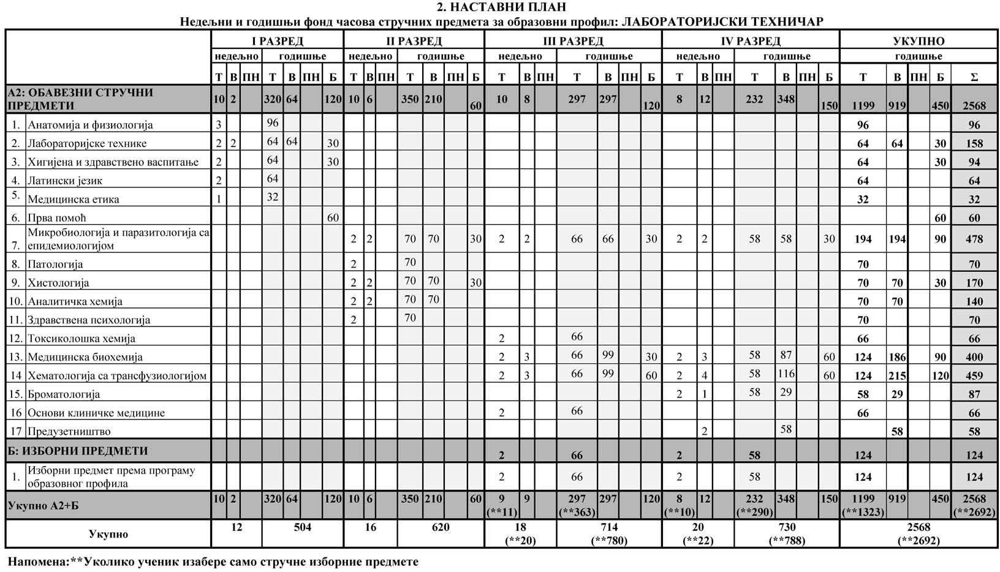 2. НАСТАВНИ ПЛАН
Недељни и годишњи фонд часова стручних предмета за образовни профил: ЛАБОРАТОРИЈСКИ ТЕХНИЧАР
I РАЗРЕД II РАЗРЕД III РАЗРЕД IV РАЗРЕД УКУПНО
недељно годишње недељно годишње недељно годишње недељно годишње годишње
Т В ПН Т В ПН Б Т В ПН Т В ПН Б Т В ПН Т В ПН Б Т В ПН Т В ПН Б Т В ПН Б Σ
А2: ОБАВЕЗНИ СТРУЧНИ
ПРЕДМЕТИ 10 2 320 64 120 10 6 350 210 60 10 8 297 297 120 8 12 232 348 150 1199 919 450 2568
1. Анатомија и физиологија 3 96 96 96
2. Лабораторијске технике 2 2 64 64 30 64 64 30 158
3. Хигијена и здравствено васпитање 2 64 30 64 30 94
4. Латински језик 2 64 64 64
5. Медицинска етика 1 32 32 32
6. Прва помоћ 60 60 60
7. Микробиологија и паразитологија са
епидемиологијом 2 2 70 70 30 2 2 66 66 30 2 2 58 58 30 194 194 90 478
8. Патологија 2 70 70 70
9. Хистологија 2 2 70 70 30 70 70 30 170
10. Аналитичка хемија 2 2 70 70 70 70 140
11. Здравствена психологија 2 70 70 70
12. Токсиколошка хемија 2 66 66 66
13. Медицинска биохемија 2 3 66 99 30 2 3 58 87 60 124 186 90 400
14 Хематологија са трансфузиологијом 2 3 66 99 60 2 4 58 116 60 124 215 120 459
15. Броматологија 2 1 58 29 58 29 87
16 Основи клиничке медицине 2 66 66 66
17 Предузетништво 2 58 58 58
Б: ИЗБОРНИ ПРЕДМЕТИ 2 66 2 58 124 124
1. Изборни предмет према програму
образовног профила 2 66 2 58 124 124
Укупно А2+Б 10 2 320 64 120 10 6 350 210 60 9 9 297 297 120 8 12 232 348 150 1199 919 450 2568
(**11) (**363) (**10) (**290) (**1323) (**2692)
Укупно 12 504 16 620 18 714 20 730 2568
(**20) (**780) (**22) (**788) (**2692)
Напомена:**Уколико ученик изабере само стручне изборние предмете